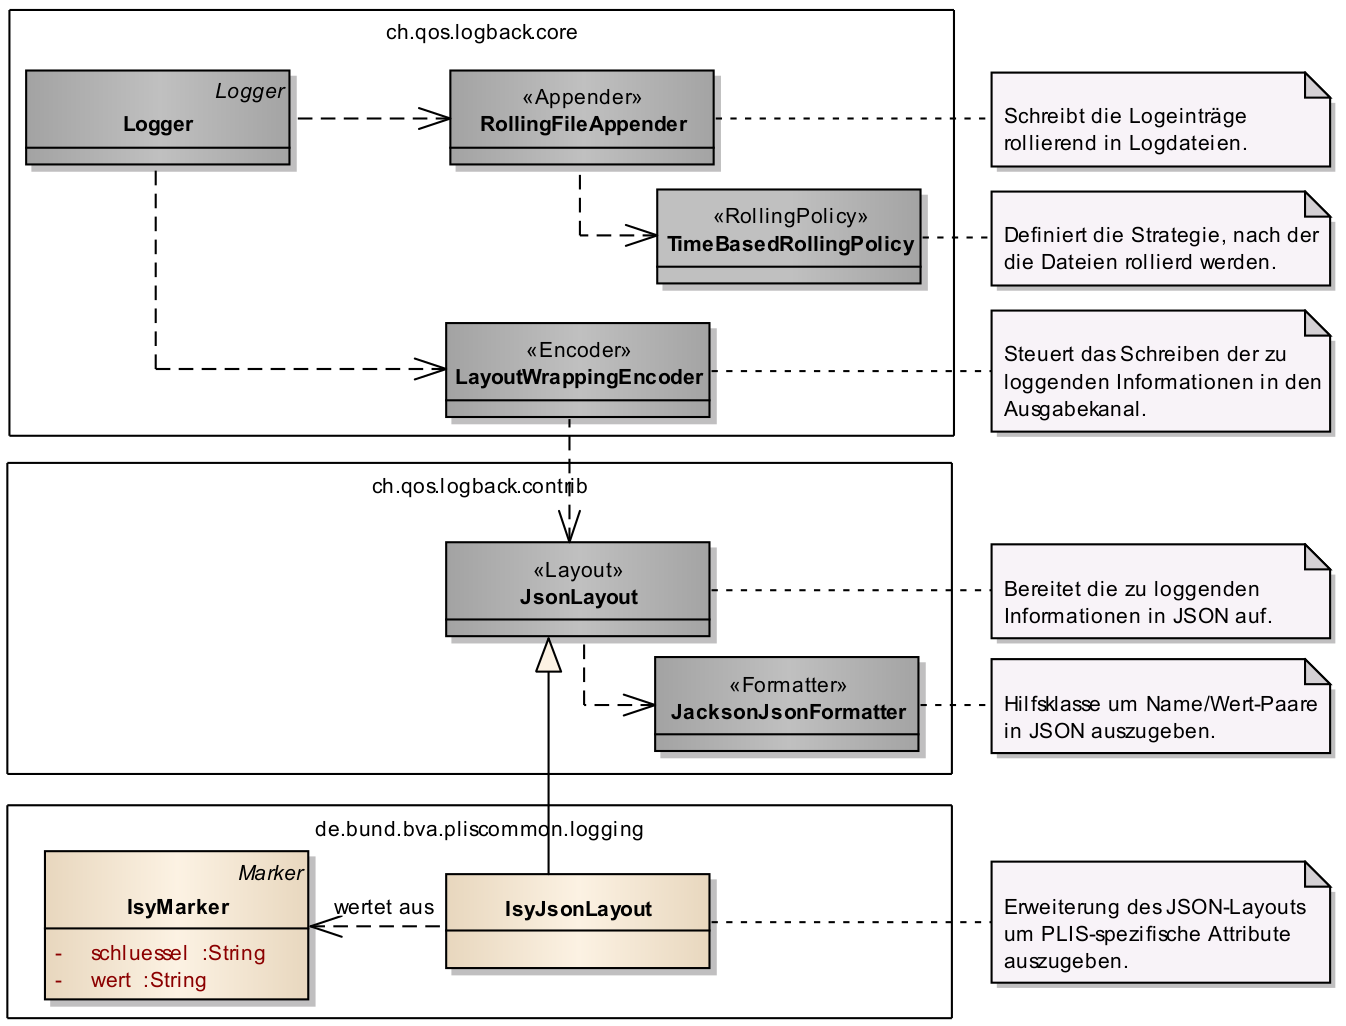 ch.qos.logback.core
Logger
Logger
«Appender»
RollingFileAppender
Schreibt die Logeinträge
rollierend in Logdateien.
«RollingPolicy»
TimeBasedRollingPolicy
Definiert die Strategie, nach der
die Dateien rollierd werden.
«Encoder»
LayoutWrappingEncoder
Steuert das Schreiben der zu
loggenden Informationen in den
Ausgabekanal.
ch.qos.logback.contrib
«Layout»
JsonLayout
Bereitet die zu loggenden
Informationen in JSON auf.
«Formatter»
JacksonJsonFormatter
Hilfsklasse um Name/Wert-Paare
in JSON auszugeben.
de.bund.bva.pliscommon.logging
Marker
IsyMarker
- schluessel :String
- wert :String
wertet aus
IsyJsonLayout
Erweiterung des JSON-Layouts
um PLIS-spezifische Attribute
auszugeben.